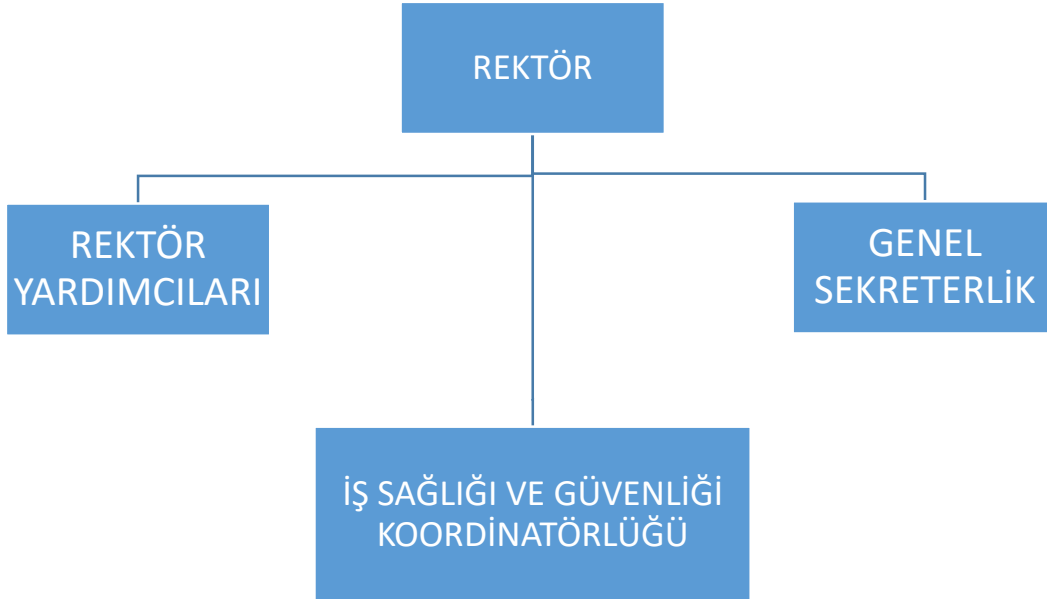 REKTÖR
REKTÖR
YARDIMCILARI
GENEL
SEKRETERLİK
İŞ SAĞLIĞI VE GÜVENLİĞİ
KOORDİNATÖRLÜĞÜ